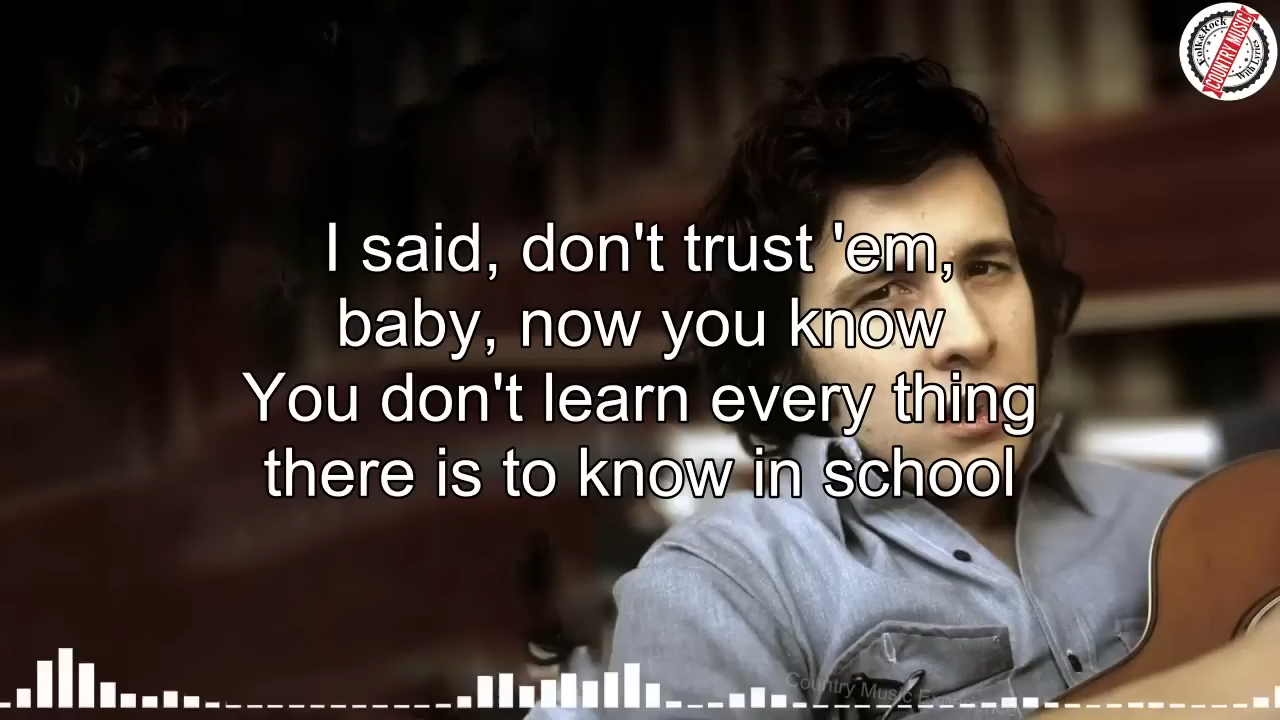 Folk & Rock
COUNTRY MUSIC
With Lyrics
I said, don't trust 'em,
baby, now you know
You don't learn every thing
there is to know in school
Country Music